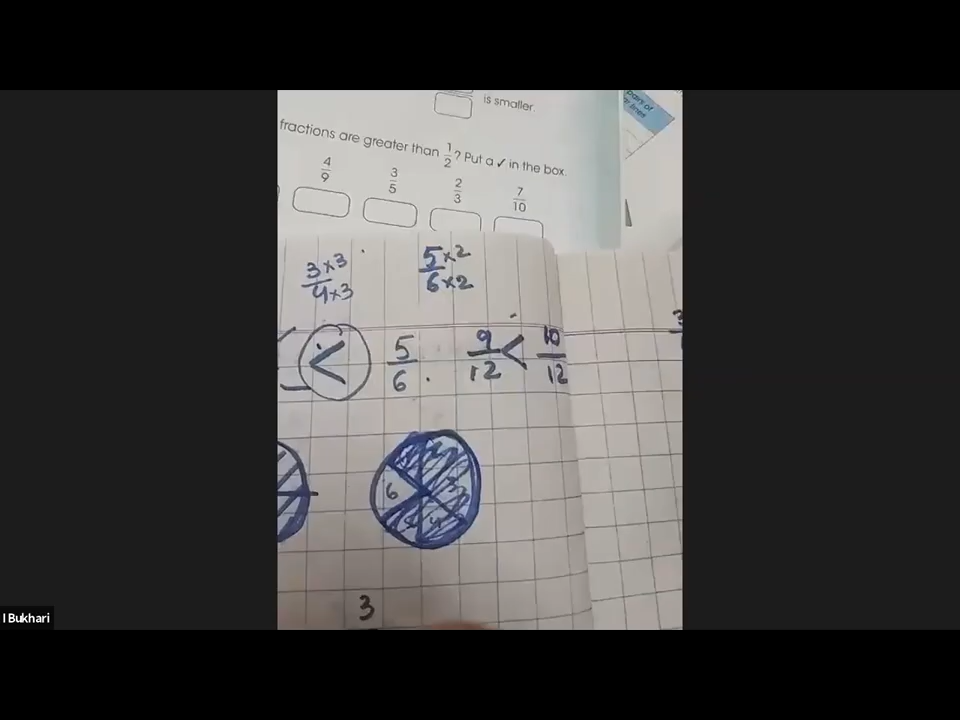 is smaller.
fractions are greater than 1/2? Put a ✓ in the box.
4/9 3/5 2/3 7/10
3×3/4×3 5×2/6×2
< 5/6 . 9/12 < 10/12
6
3
I Bukhari